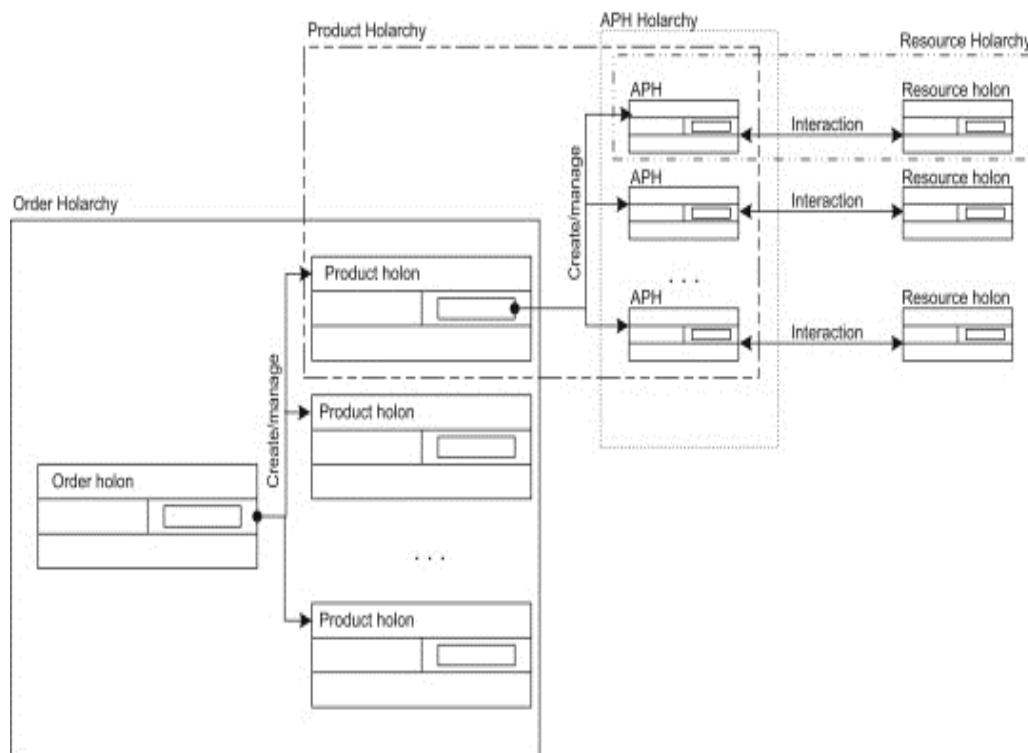 APH Holarchy
Product Holarchy
Resource Holarchy
APH
Resource holon
Interaction
APH
Resource holon
Interaction
Create/manage
Order Holarchy
Product holon
. . .
APH
Resource holon
Interaction
Create/manage
Product holon
Order holon
. . .
Product holon